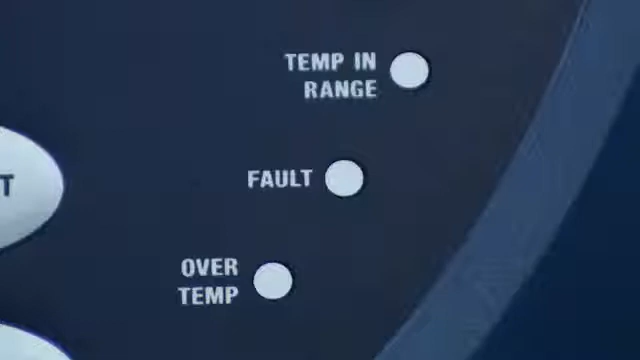 TEMP IN
RANGE
FAULT
T
OVER
TEMP